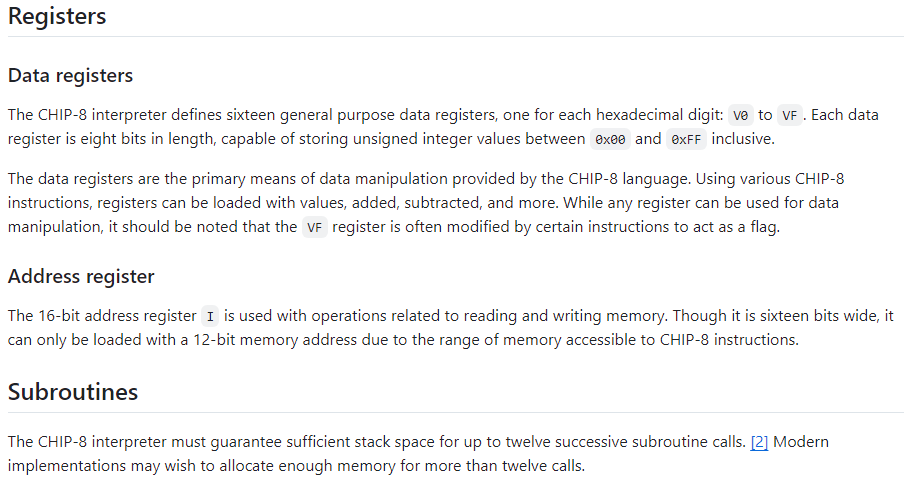 Registers
Data registers
The CHIP-8 interpreter defines sixteen general purpose data registers, one for each hexadecimal digit: V0 to VF. Each data
register is eight bits in length, capable of storing unsigned integer values between 0x00 and 0xFF inclusive.
The data registers are the primary means of data manipulation provided by the CHIP-8 language. Using various CHIP-8
instructions, registers can be loaded with values, added, subtracted, and more. While any register can be used for data
manipulation, it should be noted that the VF register is often modified by certain instructions to act as a flag.
Address register
The 16-bit address register I is used with operations related to reading and writing memory. Though it is sixteen bits wide, it
can only be loaded with a 12-bit memory address due to the range of memory accessible to CHIP-8 instructions.
Subroutines
The CHIP-8 interpreter must guarantee sufficient stack space for up to twelve successive subroutine calls. [2] Modern
implementations may wish to allocate enough memory for more than twelve calls.